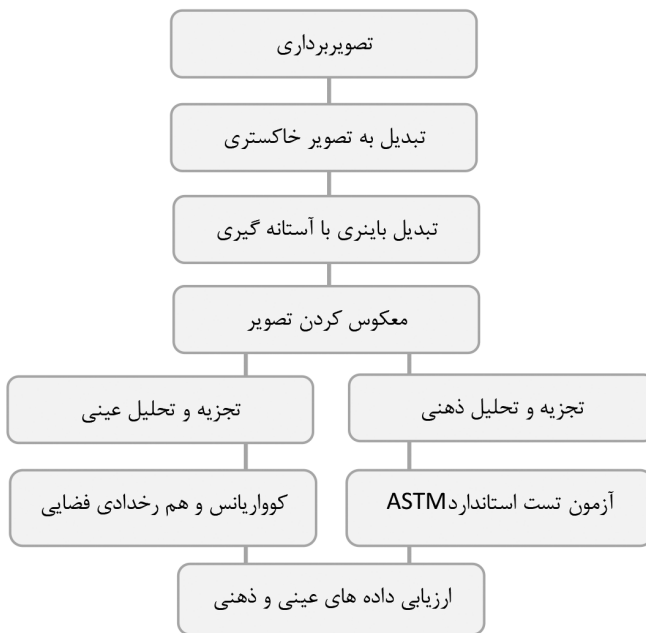 تصویربرداری
تبدیل به تصویر خاکستری
تبدیل باینری با آستانه گیری
معکوس کردن تصویر
تجزیه و تحلیل ذهنی
تجزیه و تحلیل عینی
آزمون تست استانداردASTM
کوواریانس و هم رخدادی فضایی
ارزیابی داده های عینی و ذهنی